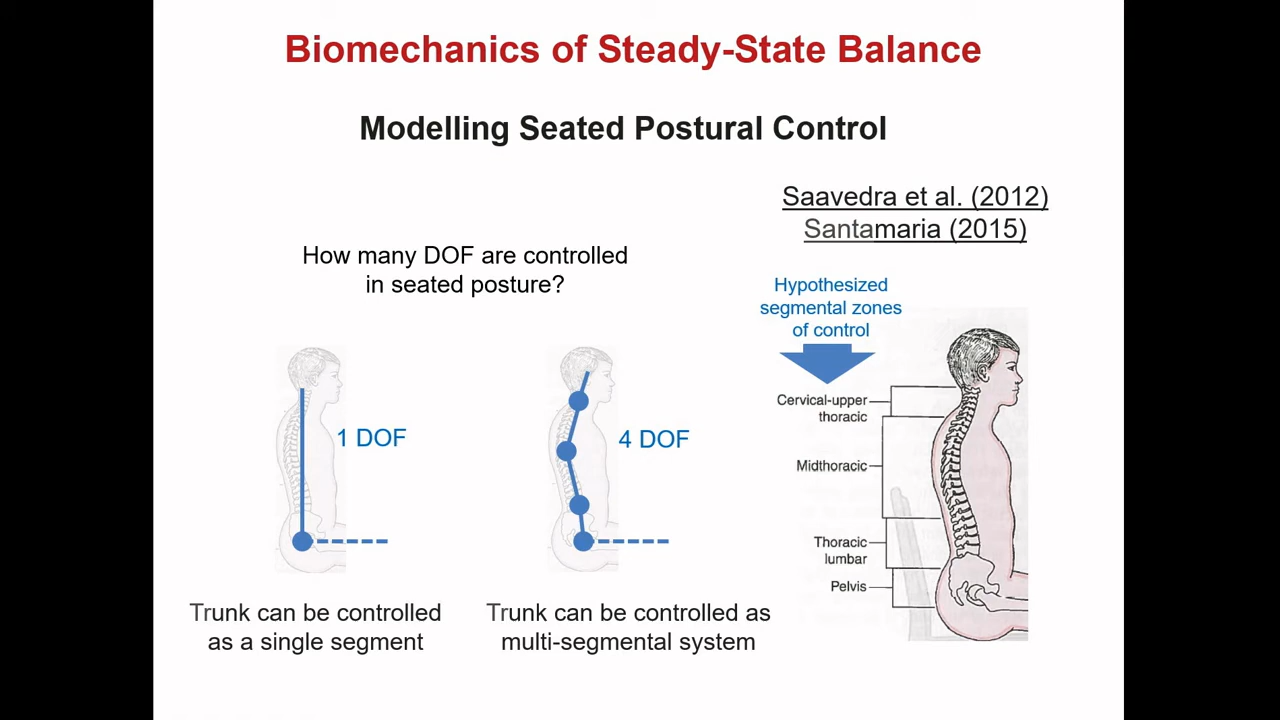 Biomechanics of Steady-State Balance
Modelling Seated Postural Control
Saavedra et al. (2012)
Santamaria (2015)
How many DOF are controlled
in seated posture?
Hypothesized
segmental zones
of control
1 DOF
4 DOF
Cervical-upper
thoracic
Midthoracic
Thoracic
lumbar
Pelvis
Trunk can be controlled
as a single segment
Trunk can be controlled as
multi-segmental system